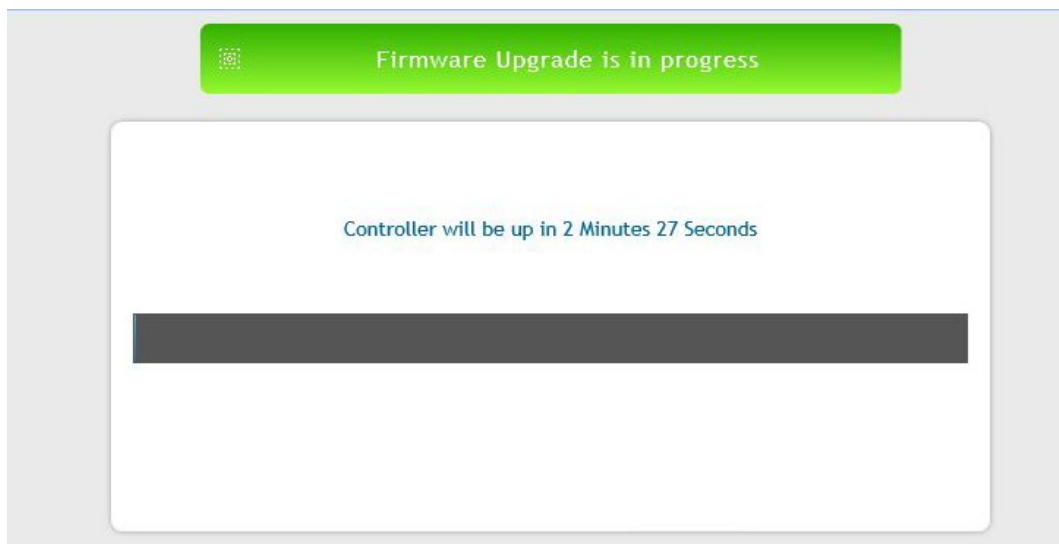 Firmware Upgrade is in progress
Controller will be up in 2 Minutes 27 Seconds